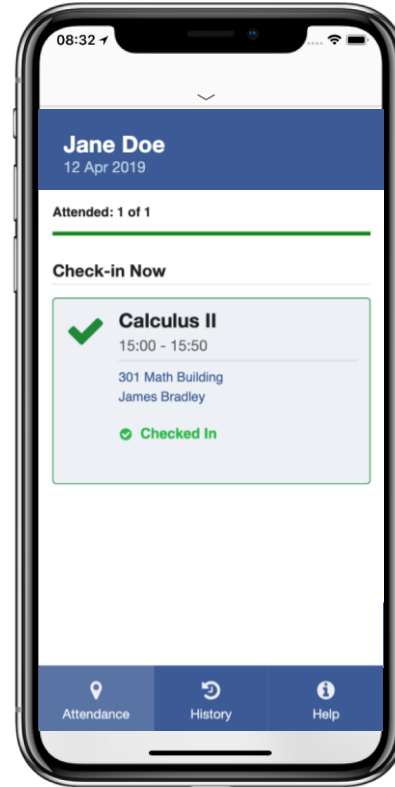 08:32
Jane Doe
12 Apr 2019
Attended: 1 of 1
Check-in Now
Calculus II
15:00 - 15:50
301 Math Building
James Bradley
Checked In
Attendance History Help